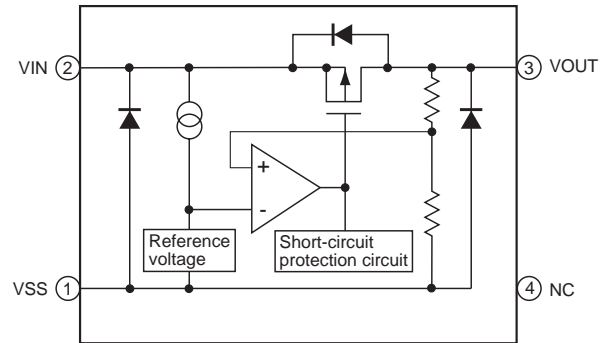 VIN 2
3 VOUT
+
-
Reference
voltage
Short-circuit
protection circuit
VSS 1
4 NC